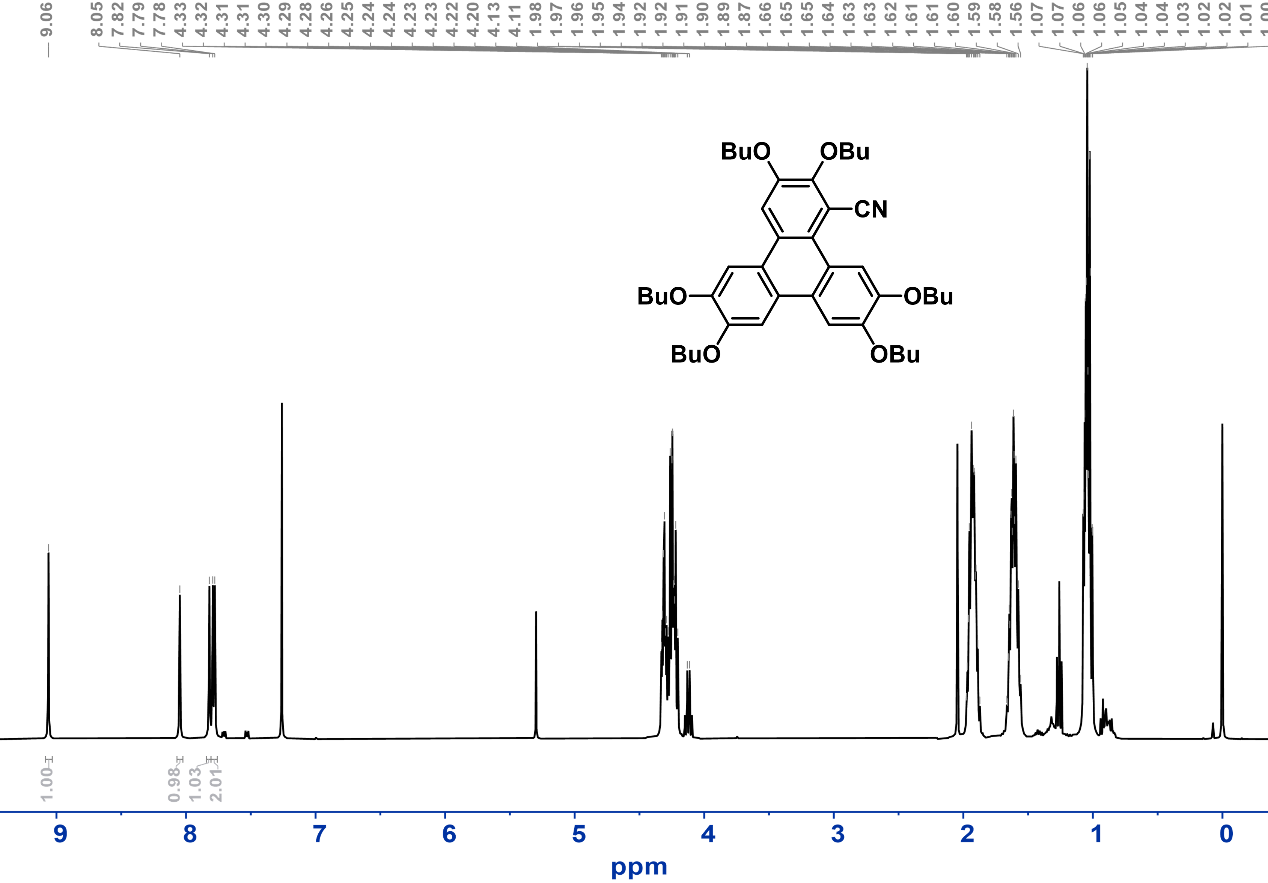 9.06 8.05 7.82 7.79 7.78 4.33 4.32 4.31 4.31 4.30 4.29 4.28 4.26 4.25 4.24 4.24 4.23 4.23 4.22 4.20 4.13 4.11 1.98 1.97 1.96 1.95 1.94 1.92 1.92 1.91 1.90 1.89 1.87 1.66 1.65 1.65 1.64 1.63 1.63 1.62 1.61 1.61 1.60 1.59 1.58 1.56 1.07 1.07 1.06 1.06 1.05 1.04 1.04 1.03 1.02 1.02 1.01
BuO OBu
CN
BuO OBu
BuO OBu
1.00 0.98 1.03 2.01
9 8 7 6 5 4 3 2 1 0
ppm